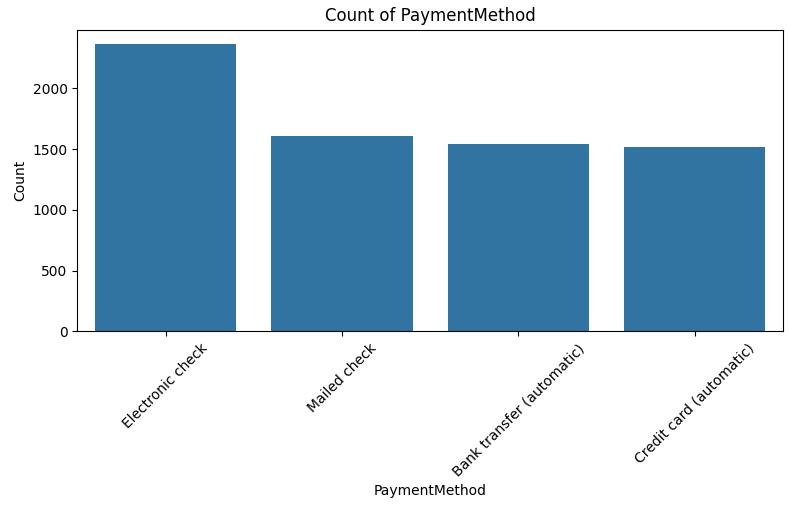 Count of PaymentMethod
Count
2000
1500
1000
500
0
Electronic check
Mailed check
Bank transfer (automatic)
Credit card (automatic)
PaymentMethod